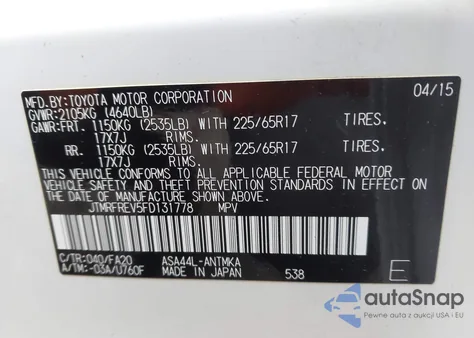 MFD.BY:TOYOTA MOTOR CORPORATION 04/15
GVWR:2105KG (4640LB)
GAWR:FRT. 1150KG (2535LB) WITH 225/65R17 TIRES.
17X7J RIMS.
RR. 1150KG (2535LB) WITH 225/65R17 TIRES.
17X7J RIMS.
THIS VEHICLE CONFORMS TO ALL APPLICABLE FEDERAL MOTOR
VEHICLE SAFETY AND BUMPER STANDARDS IN EFFECT ON THE
DATE OF MANUFACTURE SHOWN ABOVE.
JTMRFREV5FD131778 MPV
C/TR:040/FA20 ASA44L-ANTMKA
A/TM:-03A/U760F MADE IN JAPAN 538 E
autoSnap
Pewne auta z aukcji w USA i EU